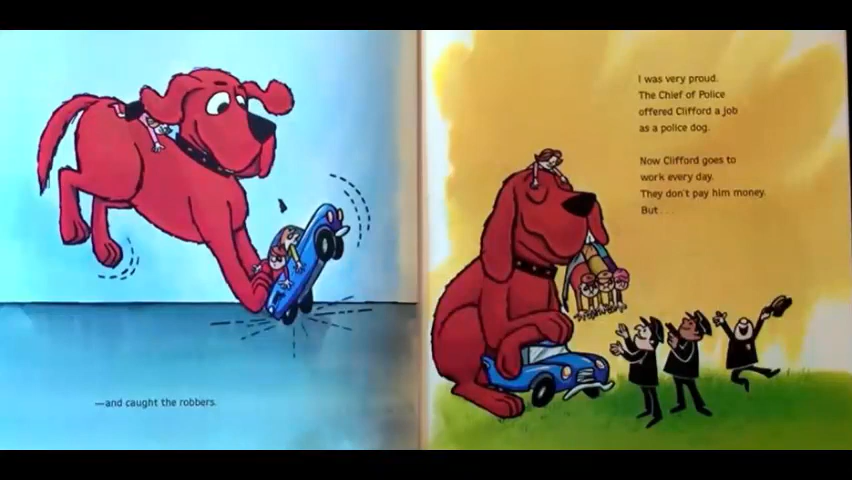 —and caught the robbers.
I was very proud.
The Chief of Police
offered Clifford a job
as a police dog.
Now Clifford goes to
work every day.
They don't pay him money.
But . . .